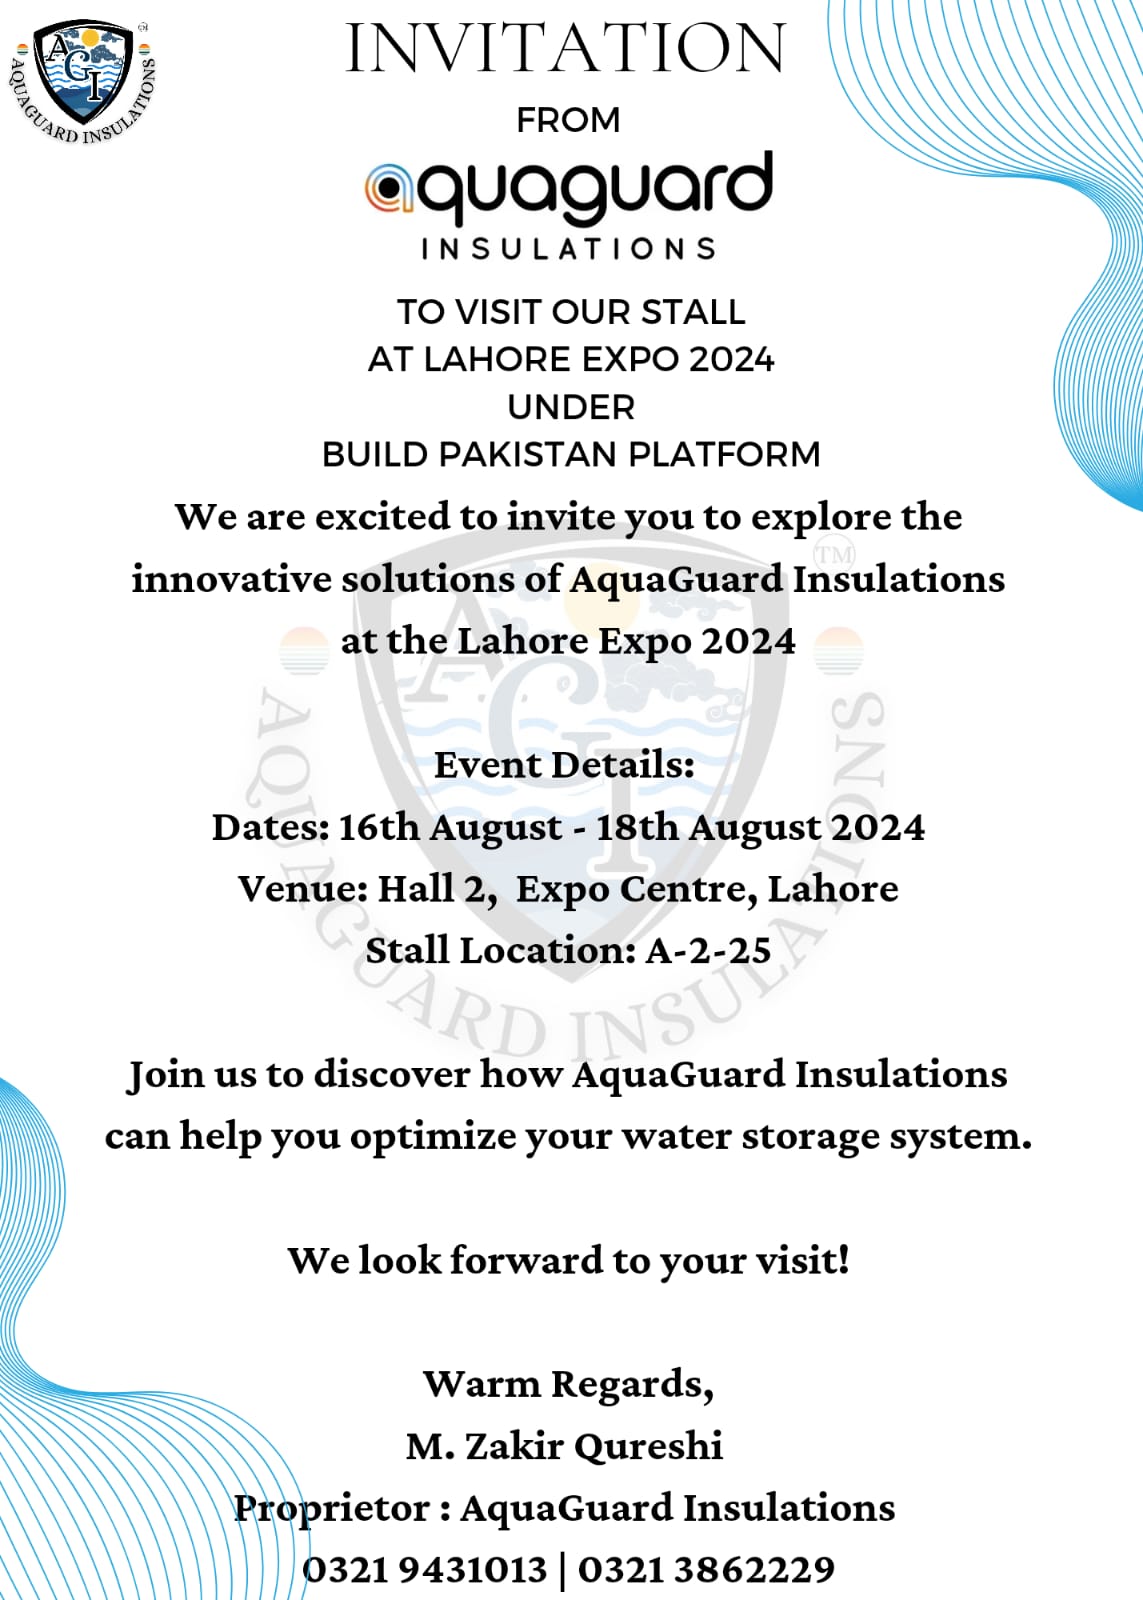 AGI
AQUAGUARD INSULATIONS
INVITATION
FROM
aquaguard
INSULATIONS
TO VISIT OUR STALL
AT LAHORE EXPO 2024
UNDER
BUILD PAKISTAN PLATFORM
We are excited to invite you to explore the
TM
innovative solutions of AquaGuard Insulations
at the Lahore Expo 2024
AGI
AQUAGUARD INSULATIONS
Event Details:
Dates: 16th August - 18th August 2024
Venue: Hall 2,  Expo Centre, Lahore
Stall Location: A-2-25
Join us to discover how AquaGuard Insulations
can help you optimize your water storage system.
We look forward to your visit!
Warm Regards,
M. Zakir Qureshi
Proprietor : AquaGuard Insulations
0321 9431013 | 0321 3862229